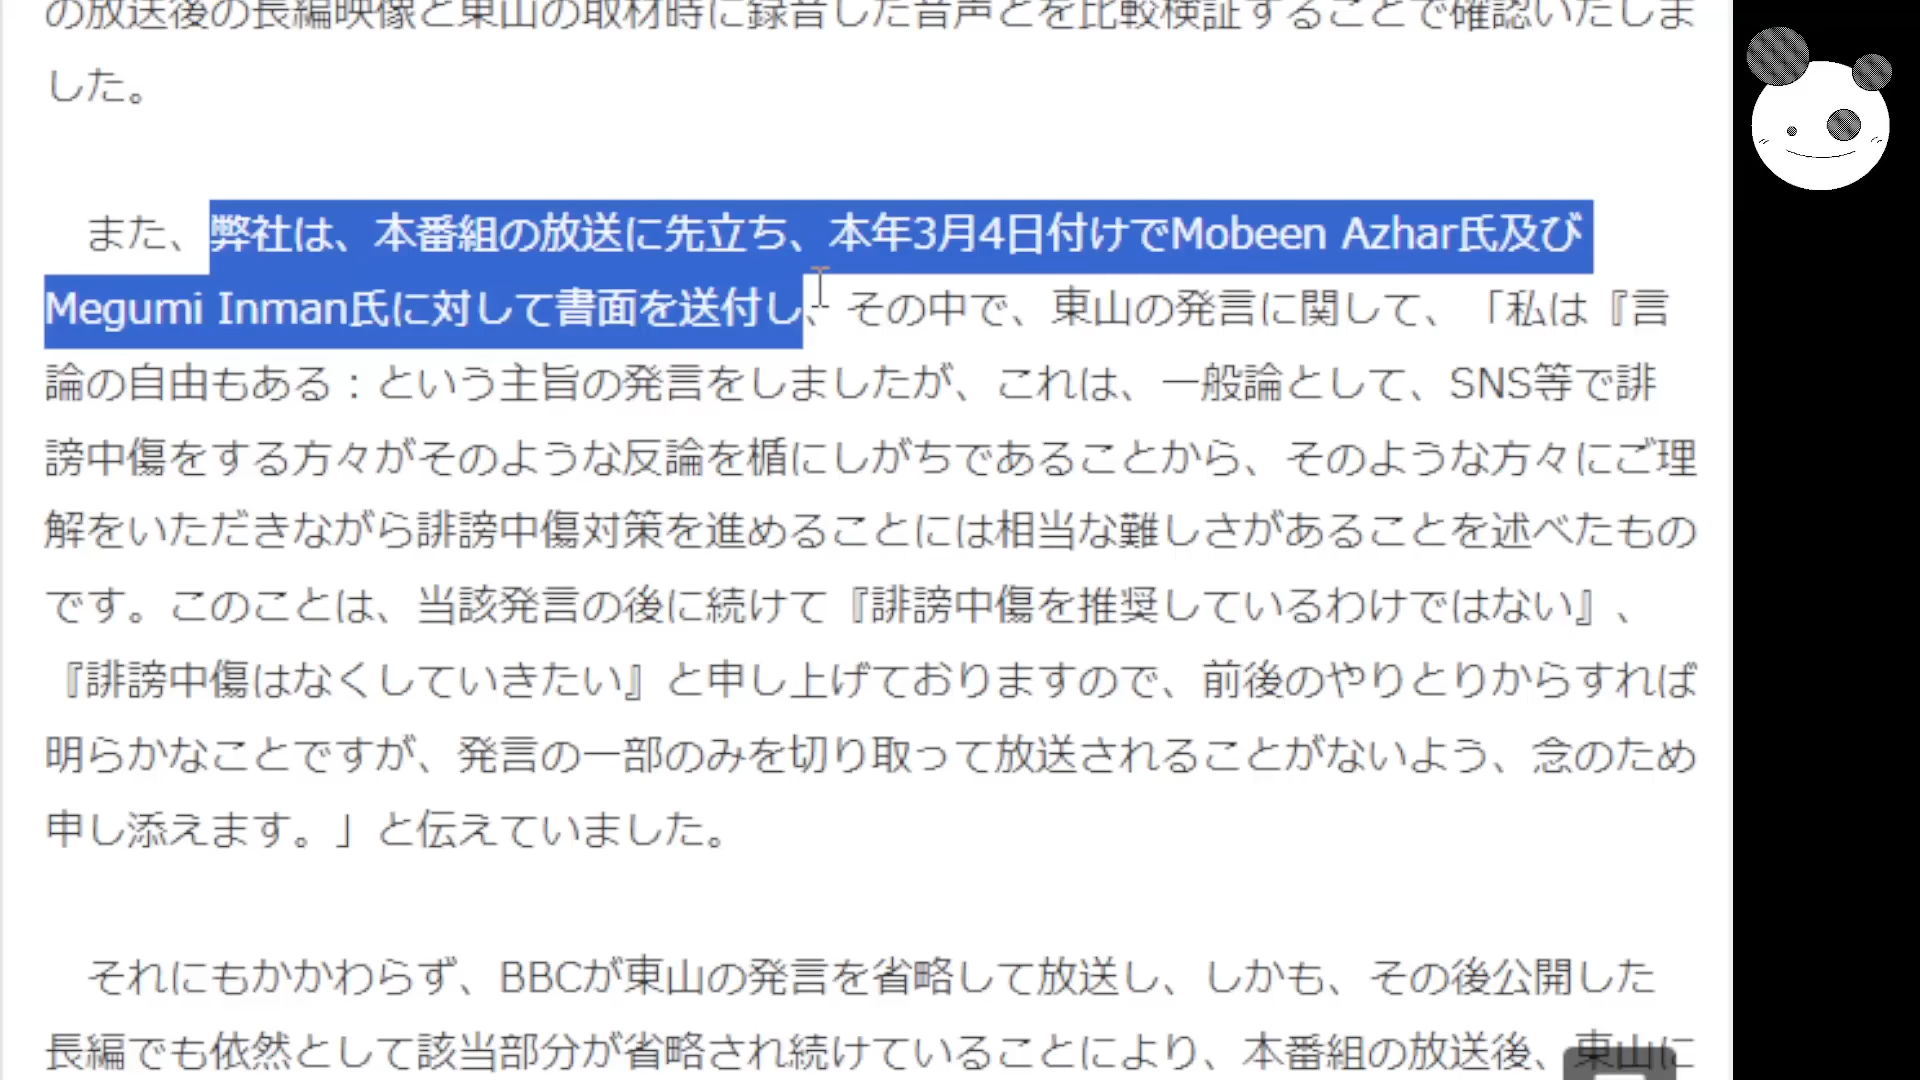 の放送後の長編映像と東山の取材時に録音した音声とを比較検証することで確認いたしま
した。
また、弊社は、本番組の放送に先立ち、本年3月4日付けでMobeen Azhar氏及び
Megumi Inman氏に対して書面を送付し、その中で、東山の発言に関して、「私は『言
論の自由もある：という主旨の発言をしましたが、これは、一般論として、SNS等で誹
謗中傷をする方々がそのような反論を楯にしがちであることから、そのような方々にご理
解をいただきながら誹謗中傷対策を進めることには相当な難しさがあることを述べたもの
です。このことは、当該発言の後に続けて『誹謗中傷を推奨しているわけではない』、
『誹謗中傷はなくしていきたい』と申し上げておりますので、前後のやりとりからすれば
明らかなことですが、発言の一部のみを切り取って放送されることがないよう、念のため
申し添えます。」と伝えていました。
それにもかかわらず、BBCが東山の発言を省略して放送し、しかも、その後公開した
長編でも依然として該当部分が省略され続けていることにより、本番組の放送後、東山に